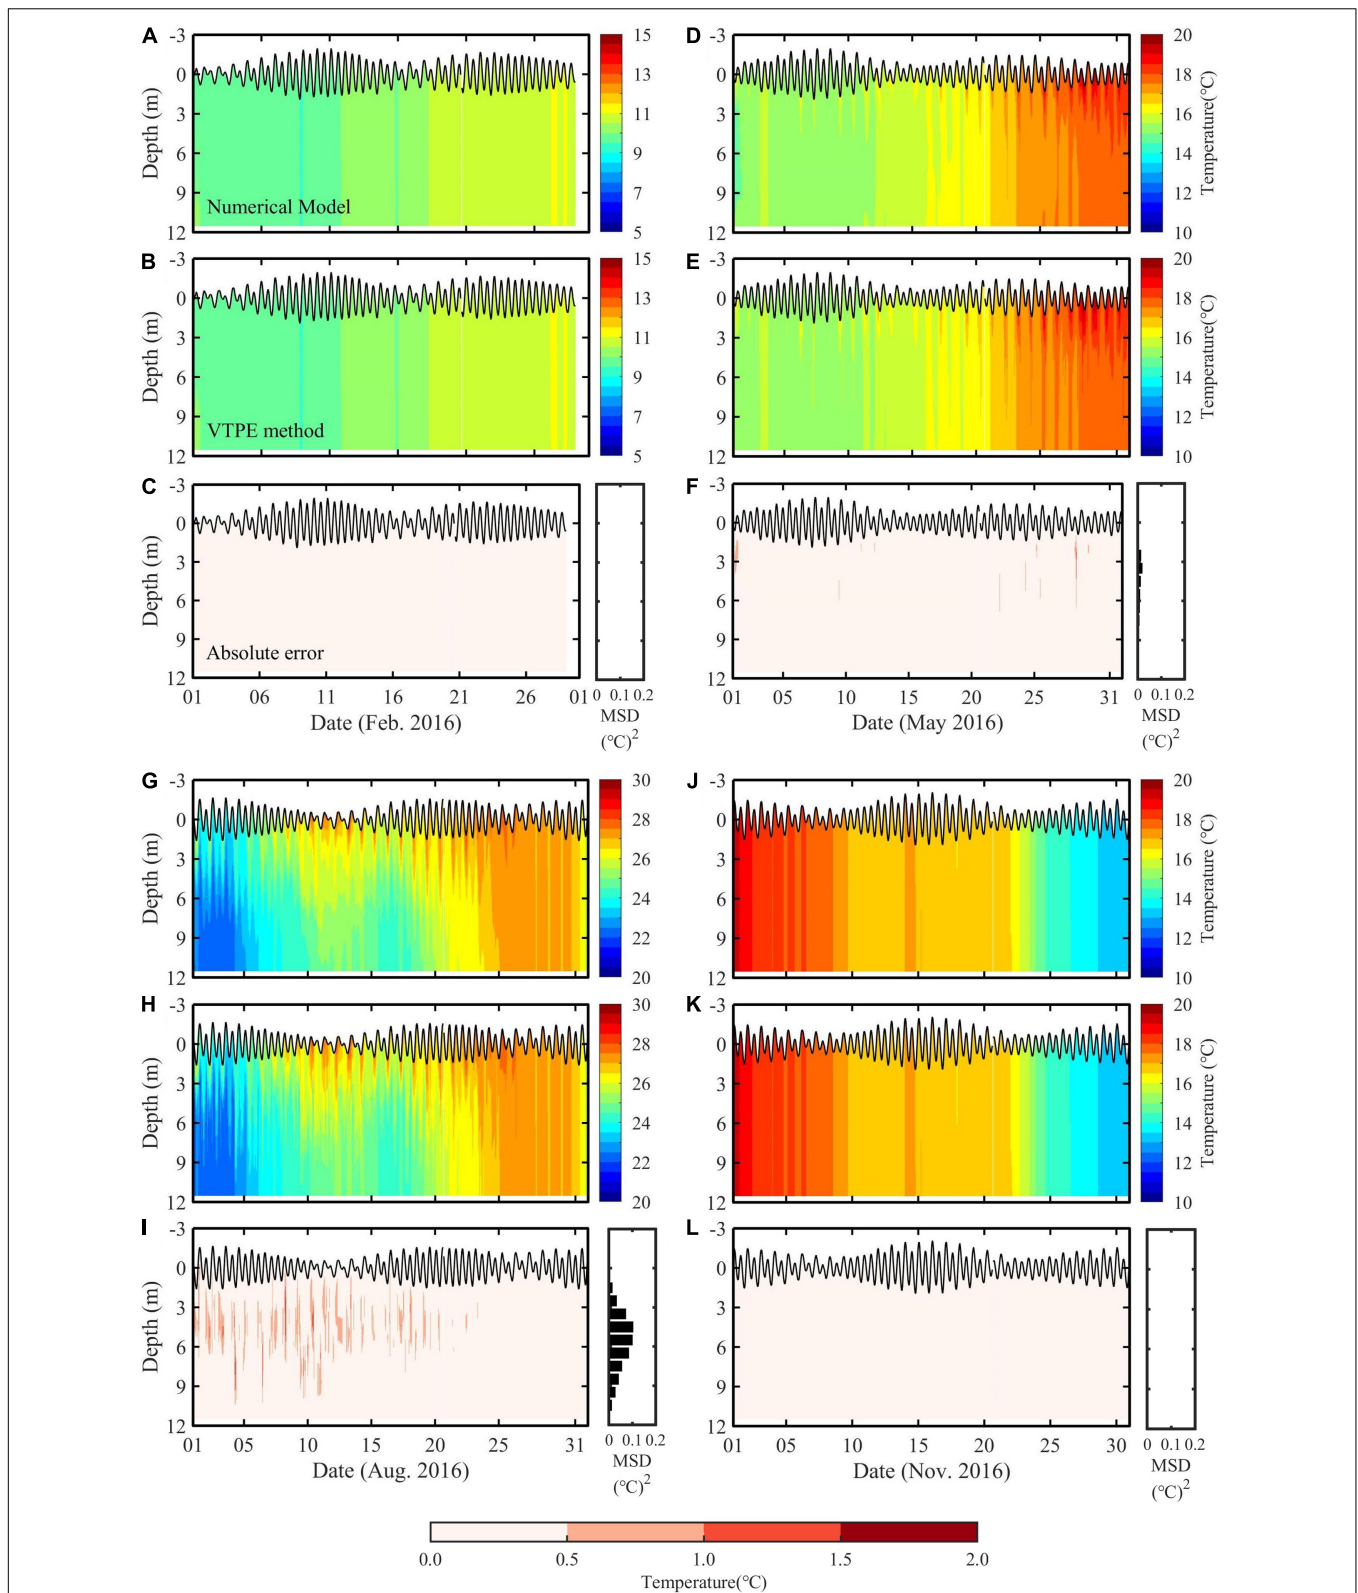 A
-3
0
3
6
9
12
Depth (m)
Numerical Model
15
13
11
9
7
5
D
-3
0
3
6
9
12
20
18
16
14
12
10
Temperature(°C)
B
-3
0
3
6
9
12
Depth (m)
VTPE method
15
13
11
9
7
5
E
-3
0
3
6
9
12
20
18
16
14
12
10
Temperature(°C)
C
-3
0
3
6
9
12
Depth (m)
Absolute error
01 06 11 16 21 26 01
Date (Feb. 2016)
0 0.1 0.2
MSD
(°C)2
F
-3
0
3
6
9
12
01 05 10 15 20 25 31
Date (May 2016)
0 0.1 0.2
MSD
(°C)2
G
-3
0
3
6
9
12
Depth (m)
30
28
26
24
22
20
J
-3
0
3
6
9
12
20
18
16
14
12
10
Temperature (°C)
H
-3
0
3
6
9
12
Depth (m)
30
28
26
24
22
20
K
-3
0
3
6
9
12
20
18
16
14
12
10
Temperature (°C)
I
-3
0
3
6
9
12
Depth (m)
01 05 10 15 20 25 31
Date (Aug. 2016)
0 0.1 0.2
MSD
(°C)2
L
-3
0
3
6
9
12
01 05 10 15 20 25 30
Date (Nov. 2016)
0 0.1 0.2
MSD
(°C)2
0.0 0.5 1.0 1.5 2.0
Temperature(°C)